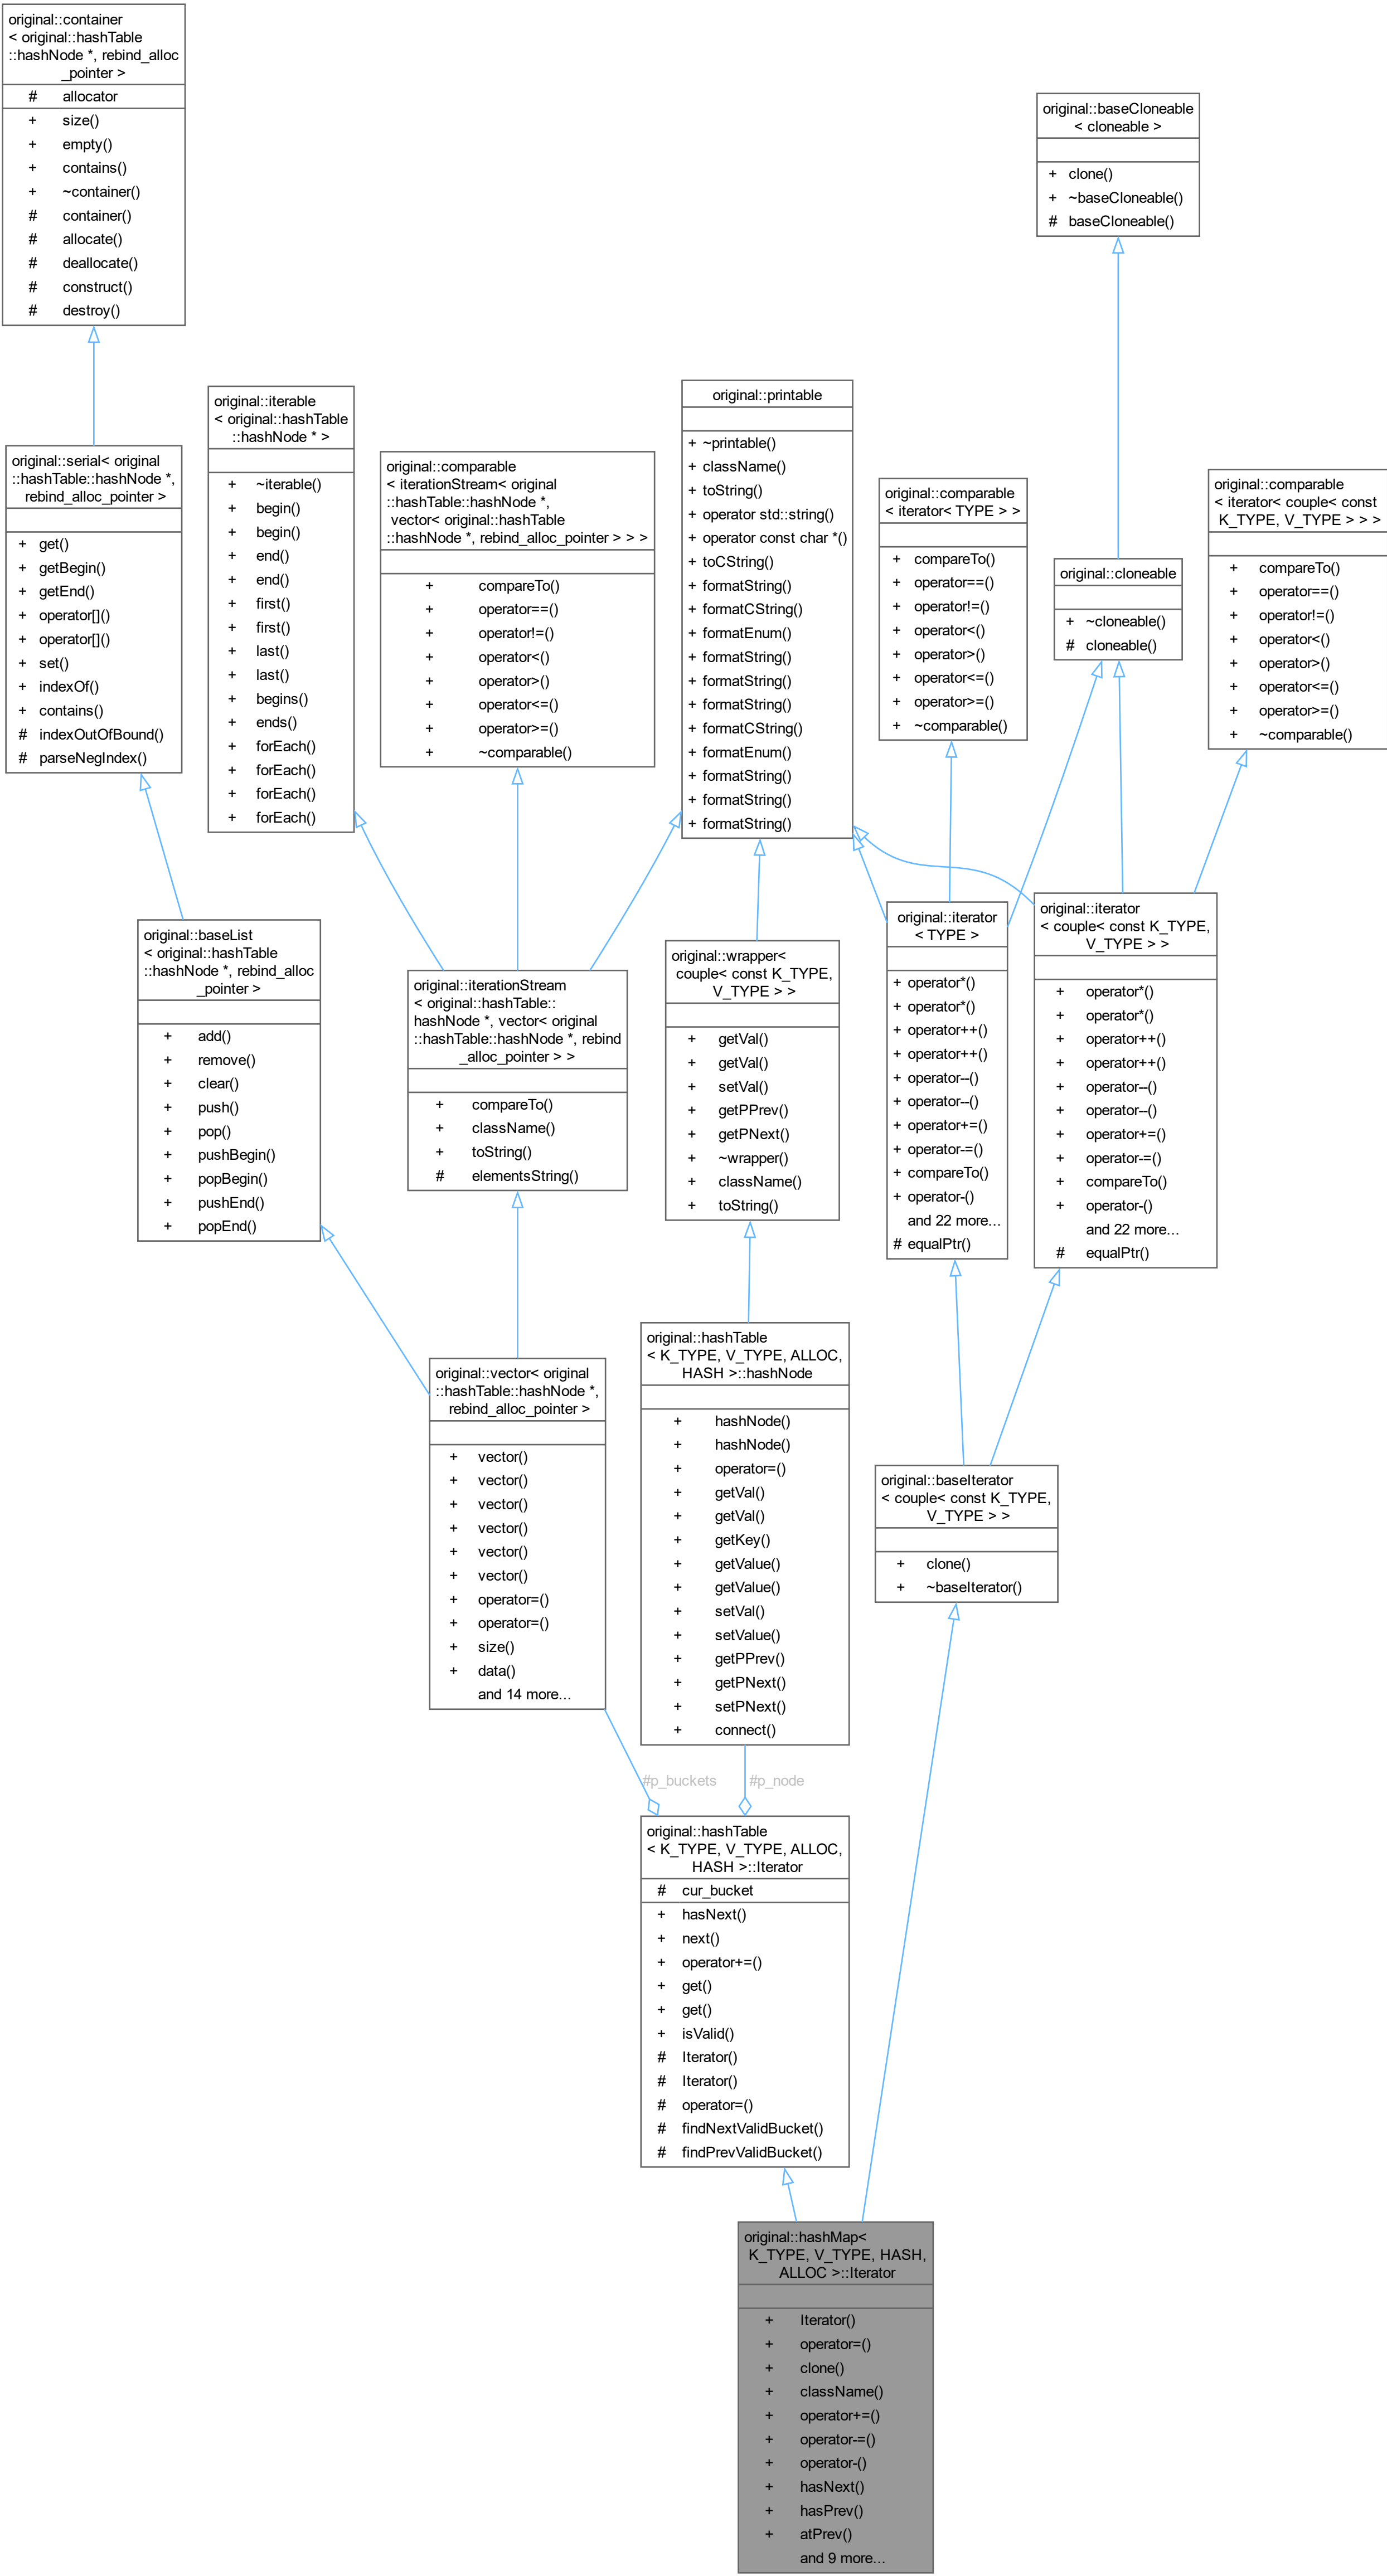 original::container
< original::hashTable
::hashNode *, rebind_alloc
_pointer >
# allocator
+ size()
+ empty()
+ contains()
+ ~container()
# container()
# allocate()
# deallocate()
# construct()
# destroy()
original::baseCloneable
< cloneable >
+ clone()
+ ~baseCloneable()
# baseCloneable()
original::serial< original
::hashTable::hashNode *,
rebind_alloc_pointer >
+ get()
+ getBegin()
+ getEnd()
+ operator[]()
+ operator[]()
+ set()
+ indexOf()
+ contains()
# indexOutOfBound()
# parseNegIndex()
original::iterable
< original::hashTable
::hashNode * >
+ ~iterable()
+ begin()
+ begin()
+ end()
+ end()
+ first()
+ first()
+ last()
+ last()
+ begins()
+ ends()
+ forEach()
+ forEach()
+ forEach()
+ forEach()
original::comparable
< iterationStream< original
::hashTable::hashNode *,
vector< original::hashTable
::hashNode *, rebind_alloc_pointer > > >
+ compareTo()
+ operator==()
+ operator!=()
+ operator<()
+ operator>()
+ operator<=()
+ operator>=()
+ ~comparable()
original::printable
+ ~printable()
+ className()
+ toString()
+ operator std::string()
+ operator const char *()
+ toCString()
+ formatString()
+ formatCString()
+ formatEnum()
+ formatString()
+ formatString()
+ formatString()
+ formatCString()
+ formatEnum()
+ formatString()
+ formatString()
+ formatString()
original::comparable
< iterator< TYPE > >
+ compareTo()
+ operator==()
+ operator!=()
+ operator<()
+ operator>()
+ operator<=()
+ operator>=()
+ ~comparable()
original::cloneable
+ ~cloneable()
# cloneable()
original::comparable
< iterator< couple< const
K_TYPE, V_TYPE > > >
+ compareTo()
+ operator==()
+ operator!=()
+ operator<()
+ operator>()
+ operator<=()
+ operator>=()
+ ~comparable()
original::baseList
< original::hashTable
::hashNode *, rebind_alloc
_pointer >
+ add()
+ remove()
+ clear()
+ push()
+ pop()
+ pushBegin()
+ popBegin()
+ pushEnd()
+ popEnd()
original::iterationStream
< original::hashTable::
hashNode *, vector< original
::hashTable::hashNode *, rebind
_alloc_pointer > >
+ compareTo()
+ className()
+ toString()
# elementsString()
original::wrapper<
couple< const K_TYPE,
V_TYPE > >
+ getVal()
+ getVal()
+ setVal()
+ getPPrev()
+ getPNext()
+ ~wrapper()
+ className()
+ toString()
original::iterator
< TYPE >
+ operator*()
+ operator*()
+ operator++()
+ operator++()
+ operator--()
+ operator--()
+ operator+=()
+ operator-=()
+ compareTo()
+ operator-()
and 22 more...
# equalPtr()
original::iterator
< couple< const K_TYPE,
V_TYPE > >
+ operator*()
+ operator*()
+ operator++()
+ operator++()
+ operator--()
+ operator--()
+ operator+=()
+ operator-=()
+ compareTo()
+ operator-()
and 22 more...
# equalPtr()
original::vector< original
::hashTable::hashNode *,
rebind_alloc_pointer >
+ vector()
+ vector()
+ vector()
+ vector()
+ vector()
+ vector()
+ operator=()
+ operator=()
+ size()
+ data()
and 14 more...
original::hashTable
< K_TYPE, V_TYPE, ALLOC,
HASH >::hashNode
+ hashNode()
+ hashNode()
+ operator=()
+ getVal()
+ getVal()
+ getKey()
+ getValue()
+ getValue()
+ setVal()
+ setValue()
+ getPPrev()
+ getPNext()
+ setPNext()
+ connect()
original::baseIterator
< couple< const K_TYPE,
V_TYPE > >
+ clone()
+ ~baseIterator()
#p_buckets
#p_node
original::hashTable
< K_TYPE, V_TYPE, ALLOC,
HASH >::Iterator
# cur_bucket
+ hasNext()
+ next()
+ operator+=()
+ get()
+ get()
+ isValid()
# Iterator()
# Iterator()
# operator=()
# findNextValidBucket()
# findPrevValidBucket()
original::hashMap<
K_TYPE, V_TYPE, HASH,
ALLOC >::Iterator
+ Iterator()
+ operator=()
+ clone()
+ className()
+ operator+=()
+ operator-=()
+ operator-()
+ hasNext()
+ hasPrev()
+ atPrev()
and 9 more...